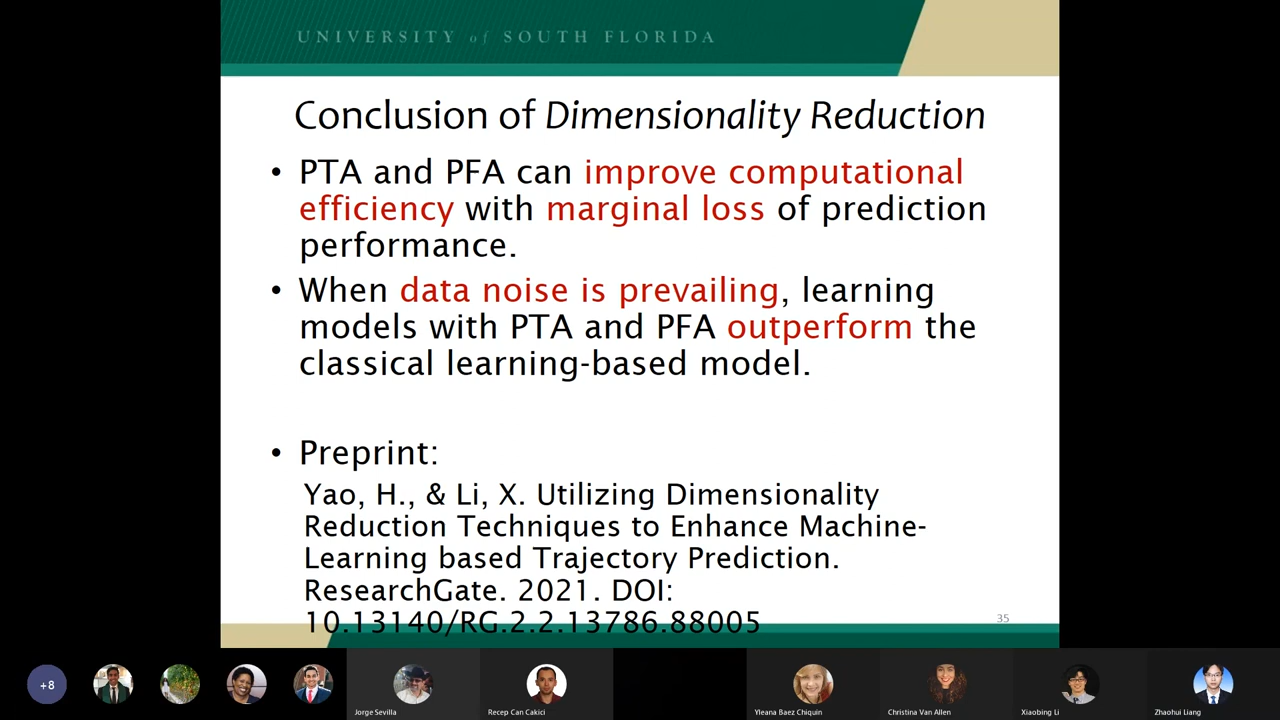 UNIVERSITY of SOUTH FLORIDA
Conclusion of Dimensionality Reduction
• PTA and PFA can improve computational
efficiency with marginal loss of prediction
performance.
• When data noise is prevailing, learning
models with PTA and PFA outperform the
classical learning-based model.
• Preprint:
Yao, H., & Li, X. Utilizing Dimensionality
Reduction Techniques to Enhance Machine-
Learning based Trajectory Prediction.
ResearchGate. 2021. DOI:
10.13140/RG.2.2.13786.88005
35
+8
Jorge Sevilla
Recep Can Cakici
Yleana Baez Chiquin
Christina Van Allen
Xiaobing Li
Zhaohui Liang